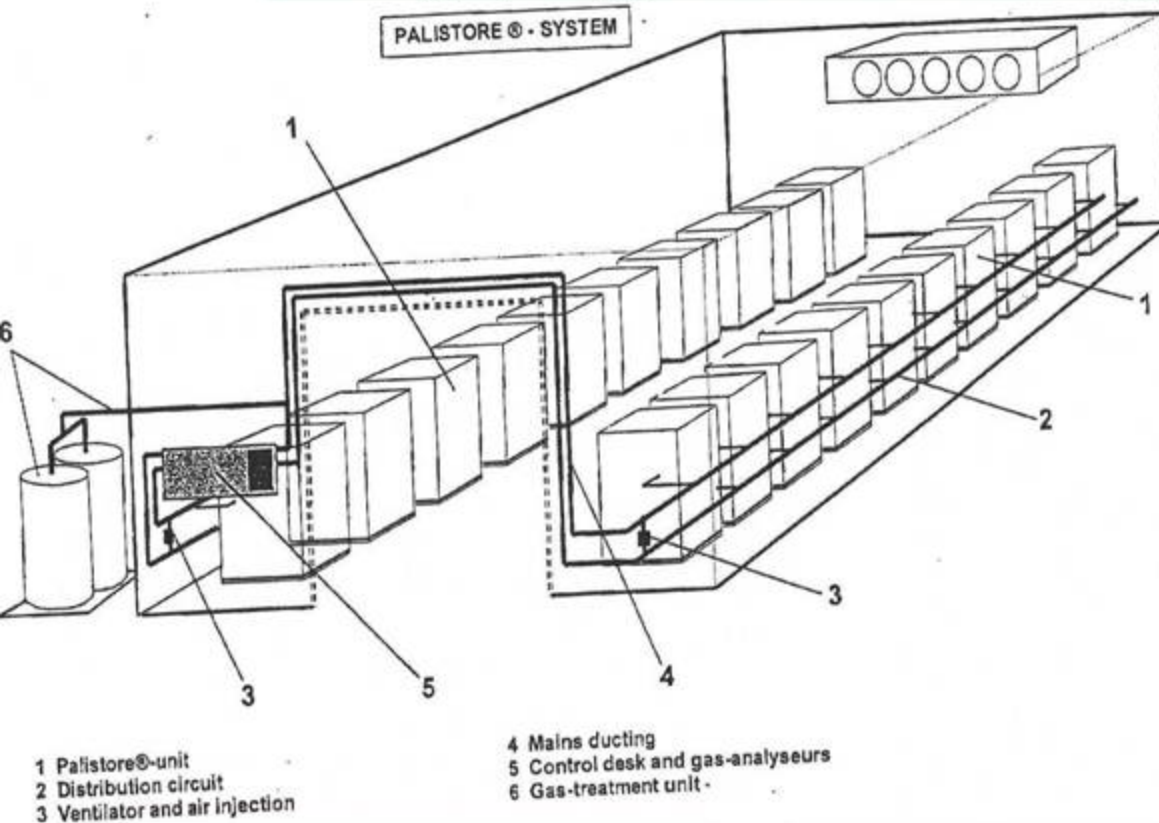 PALISTORE ® - SYSTEM
1
6
1
2
3
3
5
4
1 Palistore®-unit
2 Distribution circuit
3 Ventilator and air injection
4 Mains ducting
5 Control desk and gas-analyseurs
6 Gas-treatment unit -